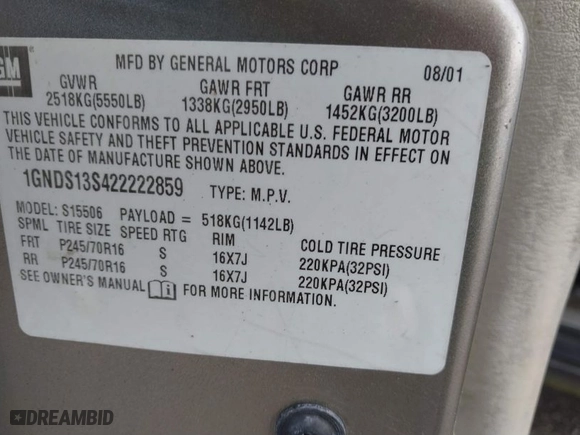 GM
MFD BY GENERAL MOTORS CORP 08/01
GVWR GAWR FRT GAWR RR
2518KG(5550LB) 1338KG(2950LB) 1452KG(3200LB)
THIS VEHICLE CONFORMS TO ALL APPLICABLE U.S. FEDERAL MOTOR
VEHICLE SAFETY AND THEFT PREVENTION STANDARDS IN EFFECT ON
THE DATE OF MANUFACTURE SHOWN ABOVE.
1GNDS13S422222859 TYPE: M.P.V.
MODEL: S15506 PAYLOAD = 518KG(1142LB)
SPML TIRE SIZE SPEED RTG RIM COLD TIRE PRESSURE
FRT P245/70R16 S 16X7J 220KPA(32PSI)
RR P245/70R16 S 16X7J 220KPA(32PSI)
SEE OWNER'S MANUAL FOR MORE INFORMATION.
DREAMBID